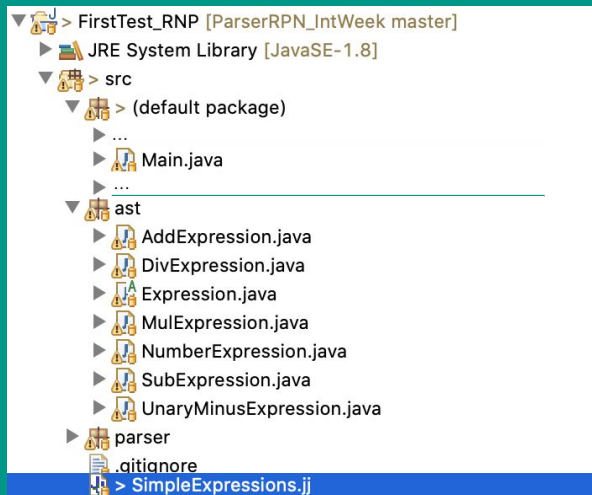 > FirstTest_RNP [ParserRPN_IntWeek master]
JRE System Library [JavaSE-1.8]
> src
> (default package)
...
Main.java
...
ast
AddExpression.java
DivExpression.java
Expression.java
MulExpression.java
NumberExpression.java
SubExpression.java
UnaryMinusExpression.java
parser
.gitignore
> SimpleExpressions.jj